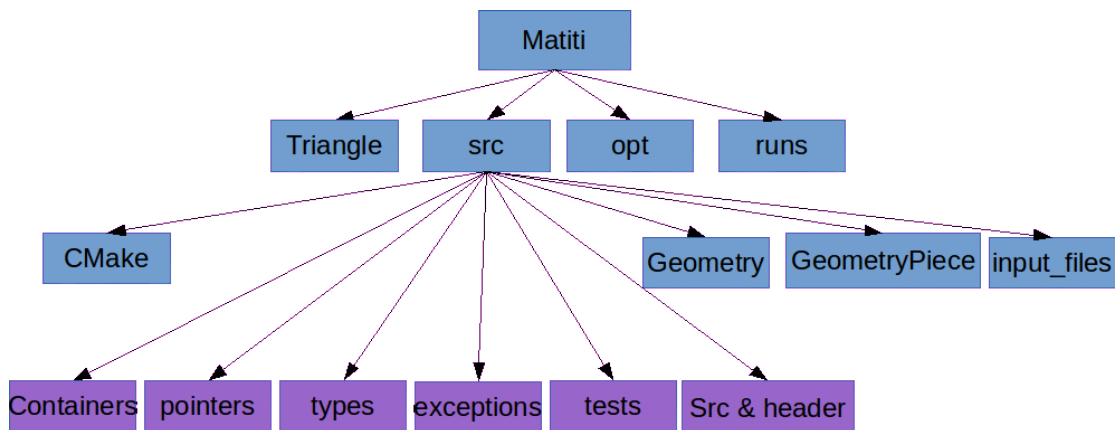 Matiti
Triangle
src
opt
runs
CMake
Geometry
GeometryPiece
input_files
Containers
pointers
types
exceptions
tests
Src & header